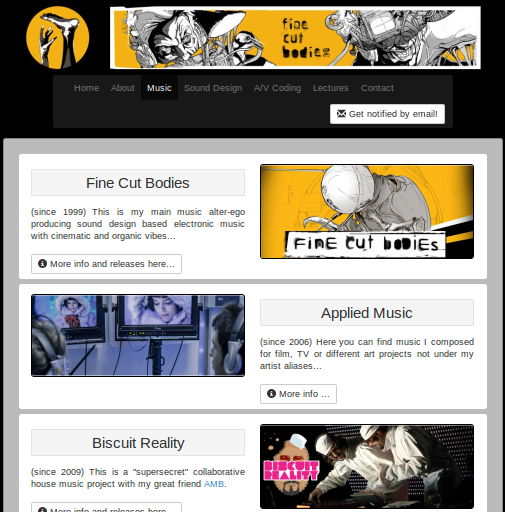 fine
cut
bodies
Home About Music Sound Design A/V Coding Lectures Contact
Get notified by email!
Fine Cut Bodies
(since 1999) This is my main music alter-ego
producing sound design based electronic music
with cinematic and organic vibes...
More info and releases here...
FinE CuT bODiEs
Applied Music
(since 2006) Here you can find music I composed
for film, TV or different art projects not under my
artist aliases...
More info ...
Biscuit Reality
(since 2009) This is a "supersecret" collaborative
house music project with my great friend AMB.
More info and releases here...
BISCUIT
REALITY